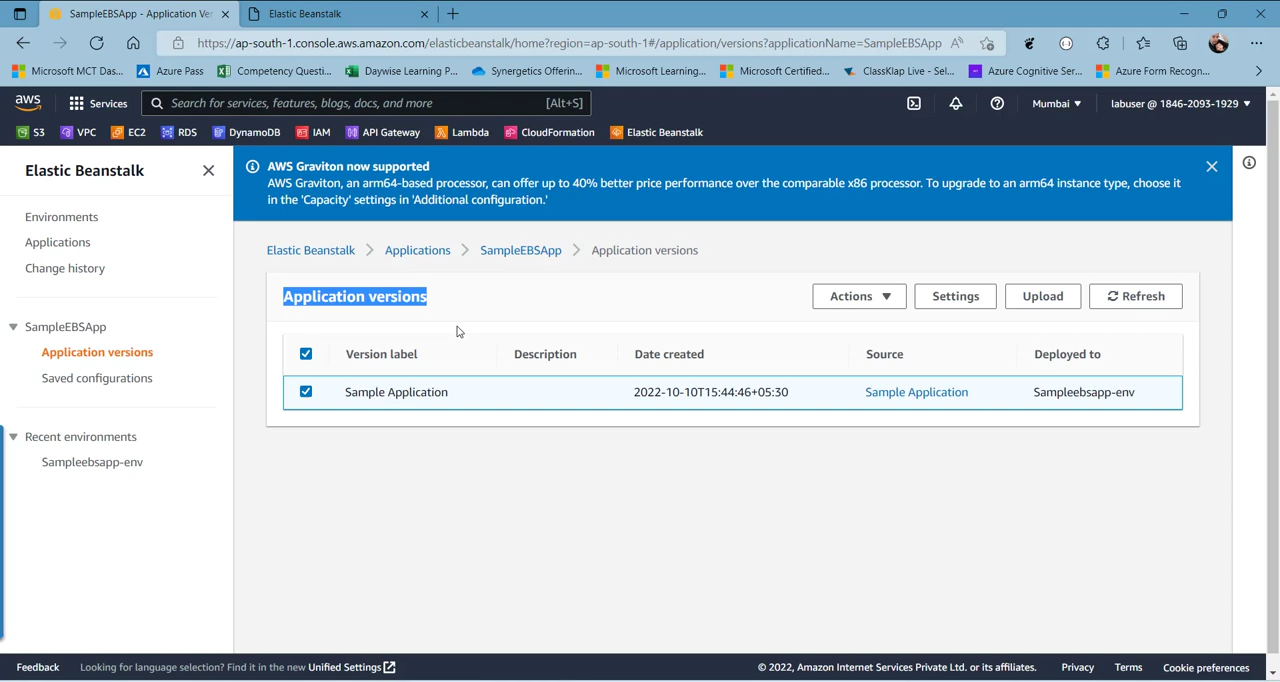 SampleEBSApp - Application Ver
Elastic Beanstalk
https://ap-south-1.console.aws.amazon.com/elasticbeanstalk/home?region=ap-south-1#/application/versions?applicationName=SampleEBSApp
Microsoft MCT Das...
Azure Pass
Competency Questi...
Daywise Learning P...
Synergetics Offerin...
Microsoft Learning...
Microsoft Certified...
ClassKlap Live - Sel...
Azure Cognitive Ser...
Azure Form Recogn...
aws
Services
Search for services, features, blogs, docs, and more
[Alt+S]
Mumbai
labuser @ 1846-2093-1929
S3
VPC
EC2
RDS
DynamoDB
IAM
API Gateway
Lambda
CloudFormation
Elastic Beanstalk
Elastic Beanstalk
Environments
Applications
Change history
SampleEBSApp
Application versions
Saved configurations
Recent environments
Sampleebsapp-env
AWS Graviton now supported
AWS Graviton, an arm64-based processor, can offer up to 40% better price performance over the comparable x86 processor. To upgrade to an arm64 instance type, choose it
in the 'Capacity' settings in 'Additional configuration.'
Elastic Beanstalk
Applications
SampleEBSApp
Application versions
Application versions
Actions
Settings
Upload
Refresh
Version label
Description
Date created
Source
Deployed to
Sample Application
2022-10-10T15:44:46+05:30
Sample Application
Sampleebsapp-env
Feedback
Looking for language selection? Find it in the new Unified Settings
© 2022, Amazon Internet Services Private Ltd. or its affiliates.
Privacy
Terms
Cookie preferences